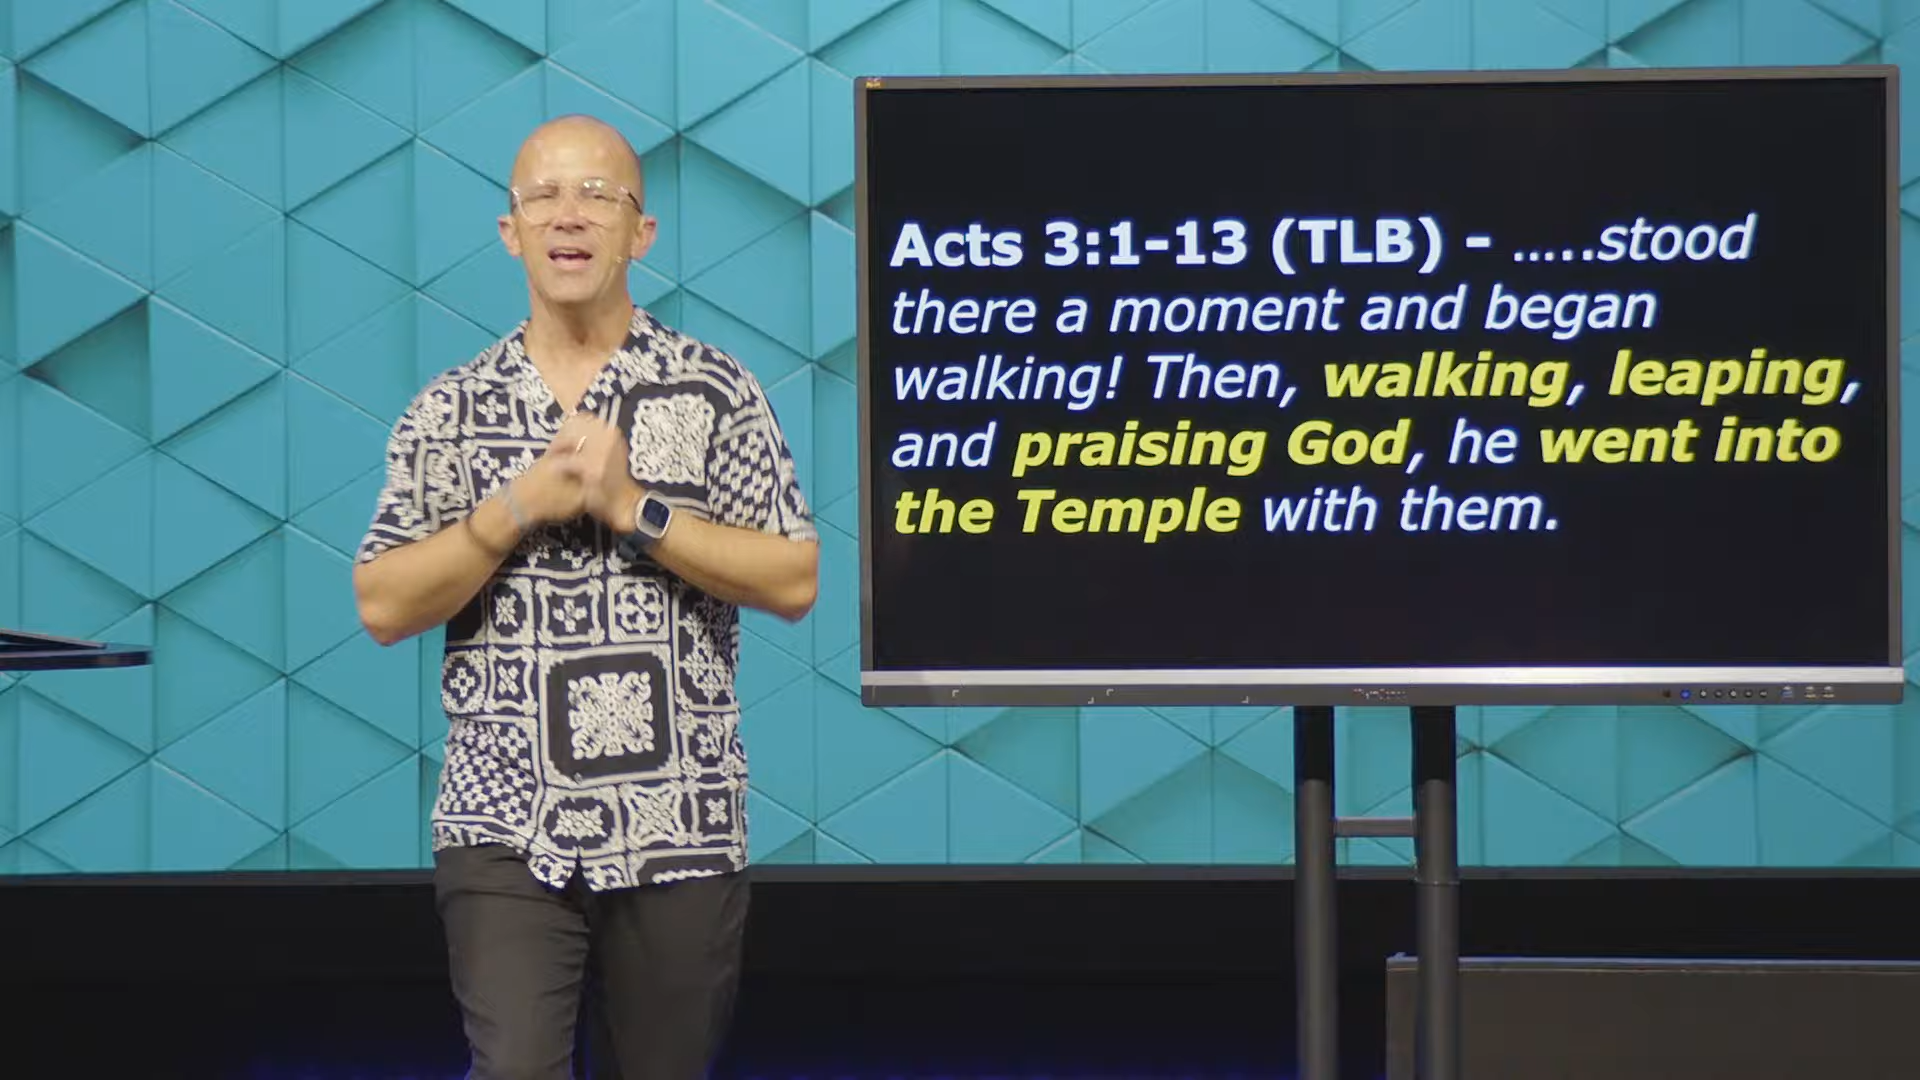 Acts 3:1-13 (TLB) - .....stood
there a moment and began
walking! Then, walking, leaping,
and praising God, he went into
the Temple with them.